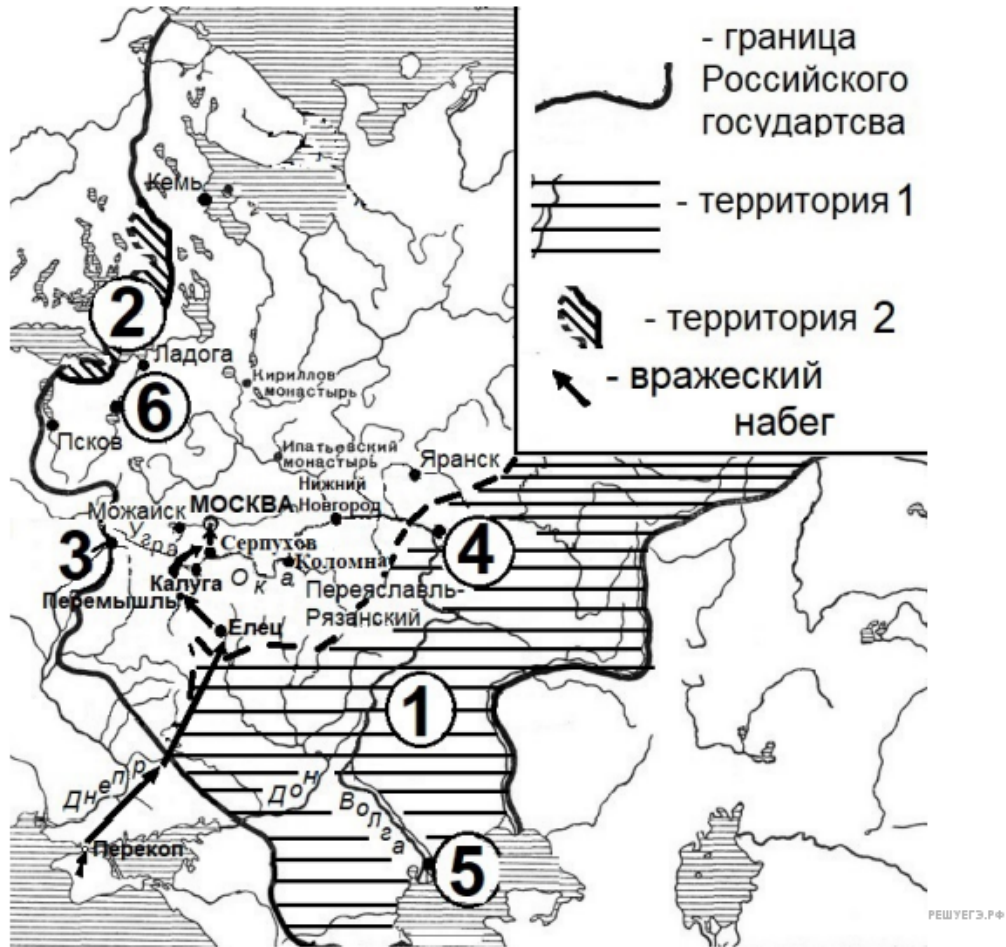 - граница
Российского
государтсва
- территория 1
- территория 2
- вражеский
набег
Кемь
2
Ладога
Кириллов
монастырь
6
Псков
Ипатьевский
монастырь
Яранск
Нижний
Новгород
МОСКВА
Можайск
Угра
3
Серпухов
4
Коломна
Калуга
Ока
Переяславль-
Рязанский
Перемышль
Елец
1
Днепр
Дон
Волга
Перекоп
5
РЕШУЕГЭ.РФ